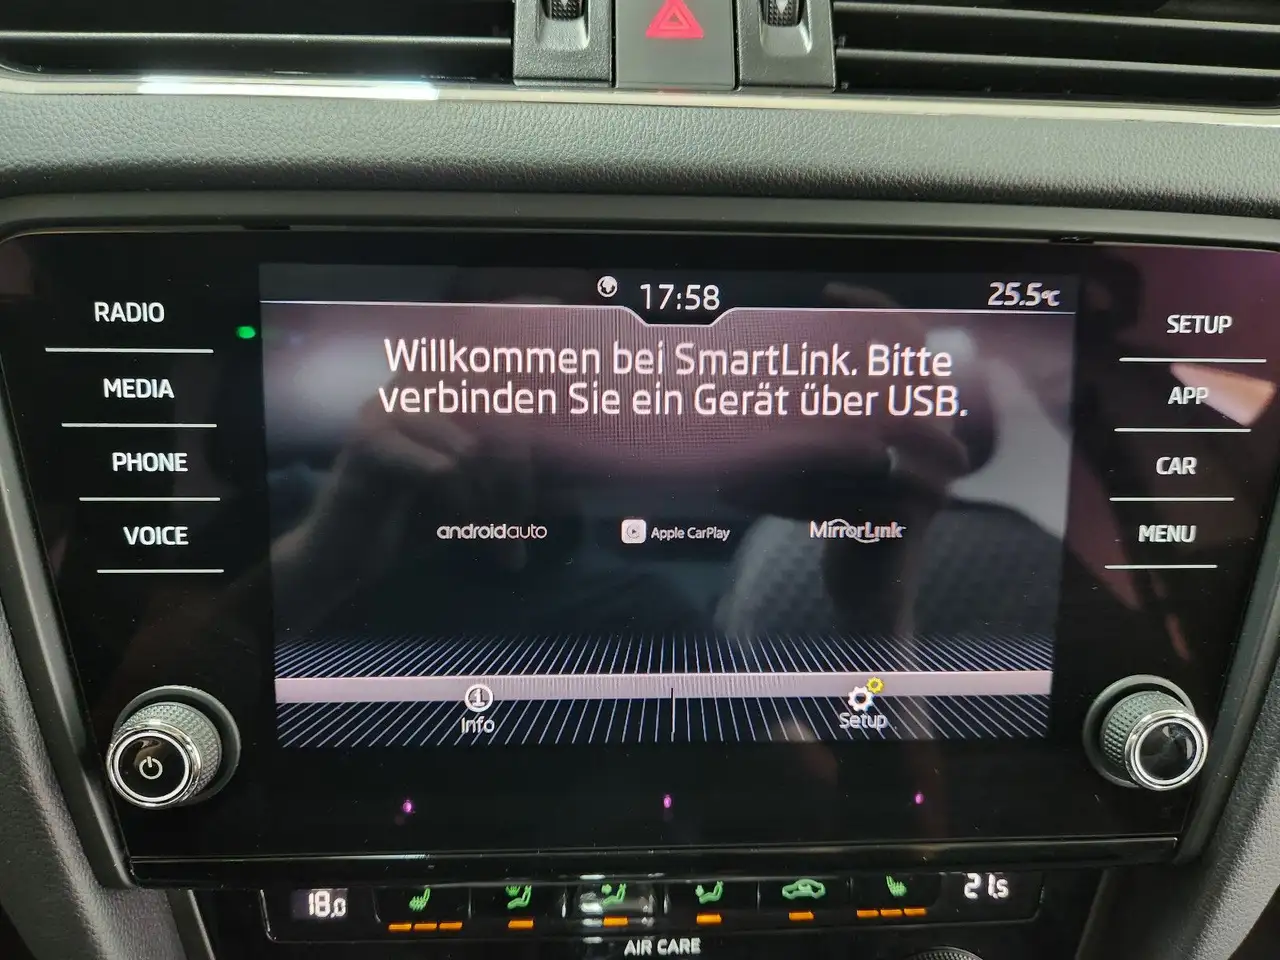 17:58
25.5°C
RADIO
MEDIA
PHONE
VOICE
Willkommen bei SmartLink. Bitte
verbinden Sie ein Gerät über USB.
androidauto
Apple CarPlay
MirrorLink
Info
Setup
SETUP
APP
CAR
MENU
18.0
21.5
AIR CARE